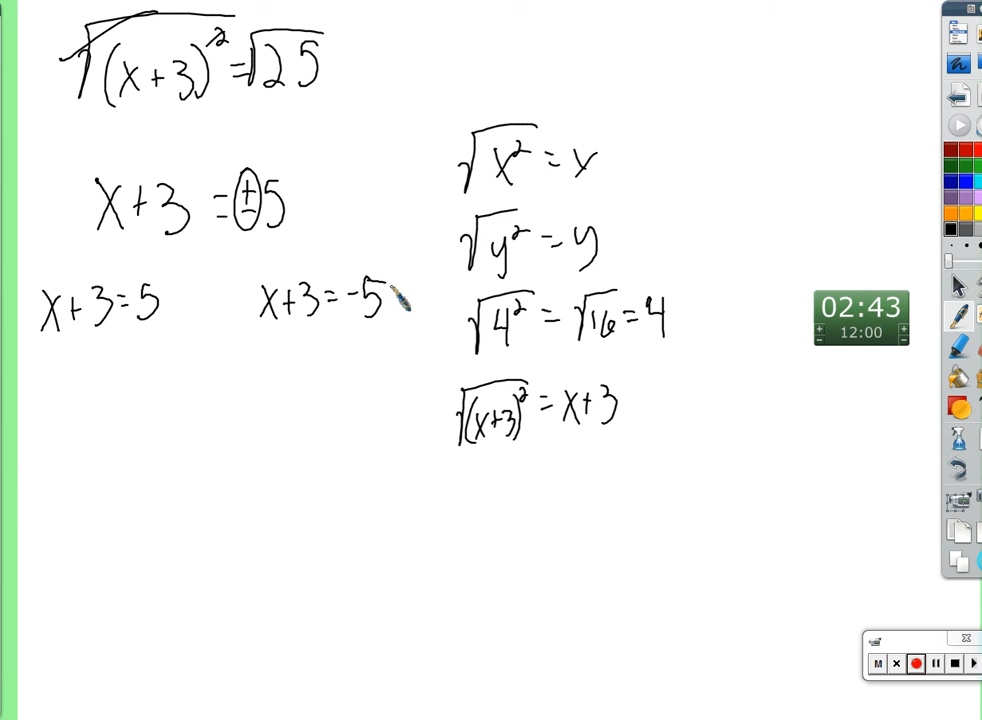 √(x+3)² = √25
x+3 = ±5
x+3=5
x+3=-5
√x² = x
√y² = y
√4² = √16 = 4
√(x+3)² = x+3
02:43
12:00
M